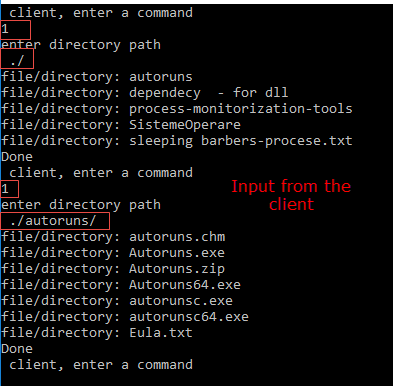 client, enter a command
1
enter directory path
./
file/directory: autoruns
file/directory: dependecy  - for dll
file/directory: process-monitorization-tools
file/directory: SistemeOperare
file/directory: sleeping barbers-procese.txt
Done
client, enter a command
1
enter directory path
./autoruns/
file/directory: autoruns.chm
file/directory: Autoruns.exe
file/directory: Autoruns.zip
file/directory: Autoruns64.exe
file/directory: autorunsc.exe
file/directory: autorunsc64.exe
file/directory: Eula.txt
Done
client, enter a command
Input from the
client